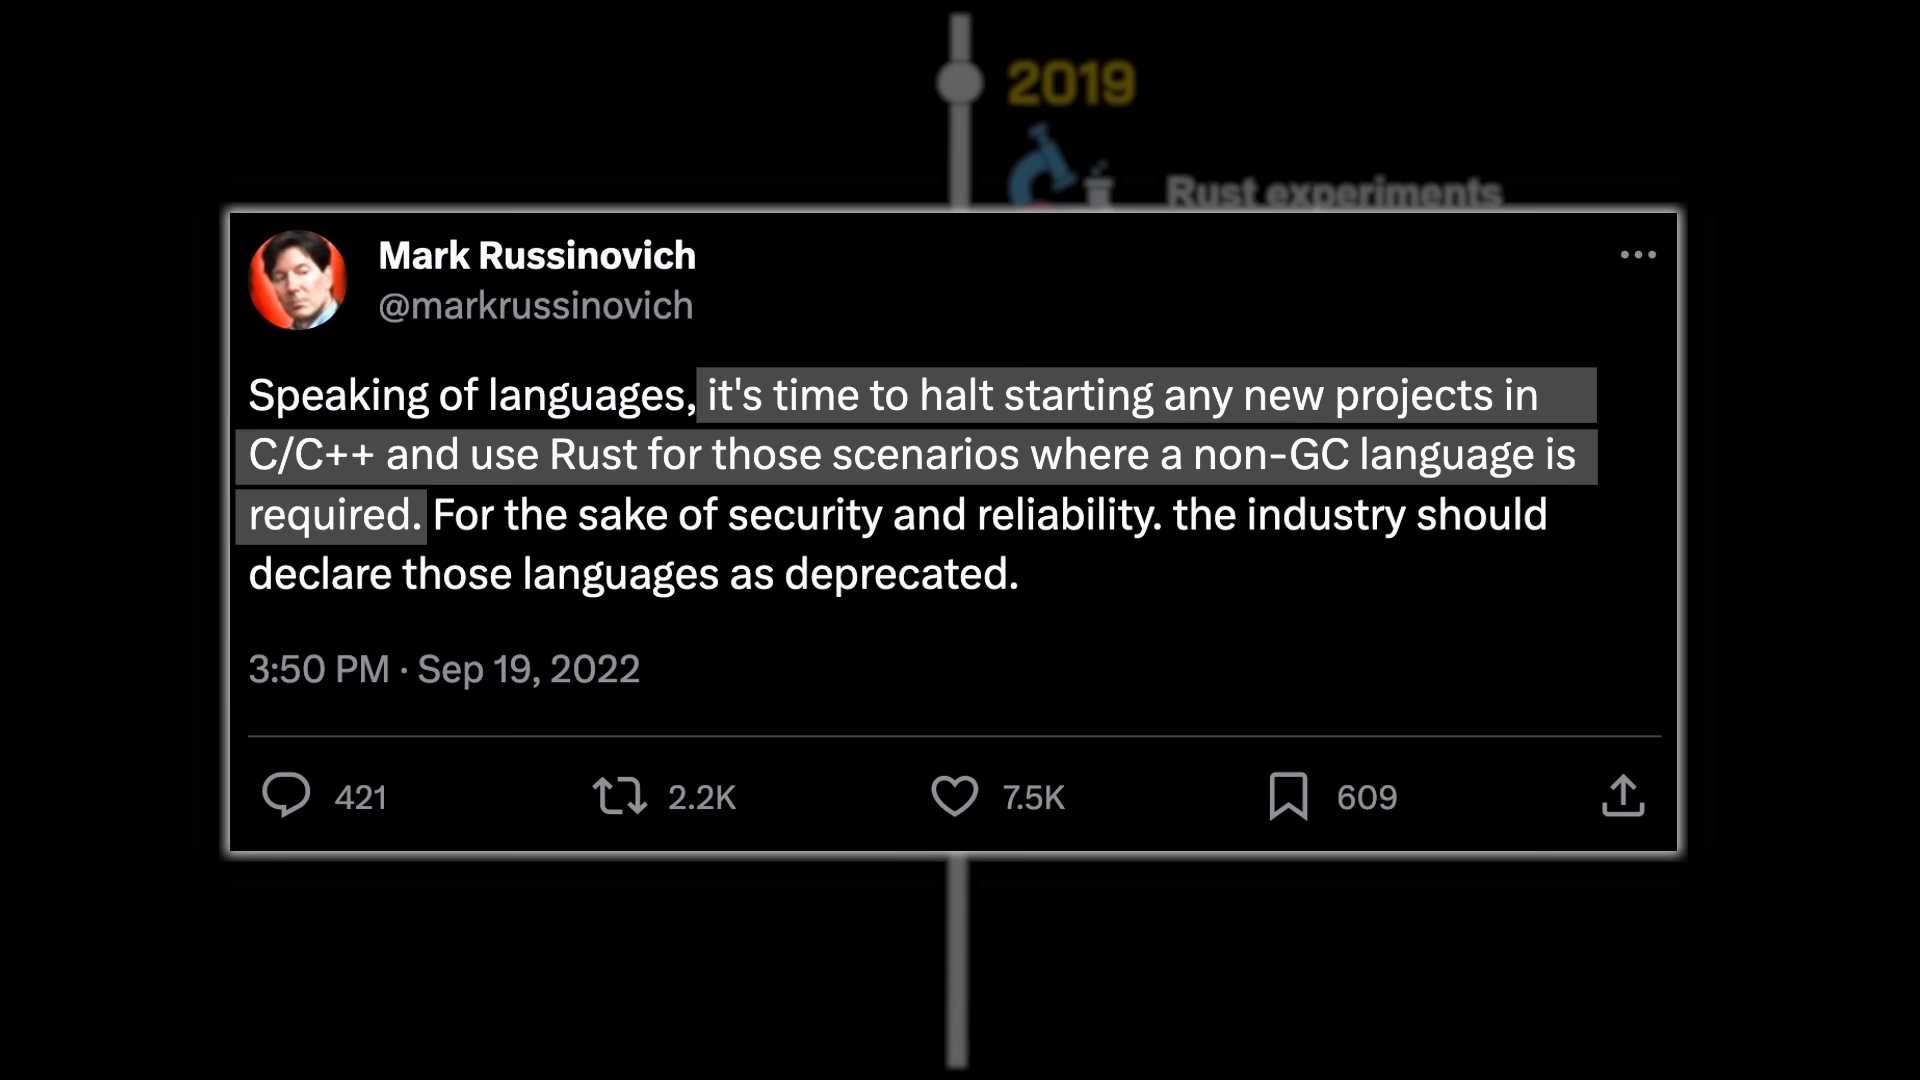 2019
Rust experiments
Mark Russinovich
@markrussinovich
Speaking of languages, it's time to halt starting any new projects in
C/C++ and use Rust for those scenarios where a non-GC language is
required. For the sake of security and reliability. the industry should
declare those languages as deprecated.
3:50 PM · Sep 19, 2022
421 2.2K 7.5K 609